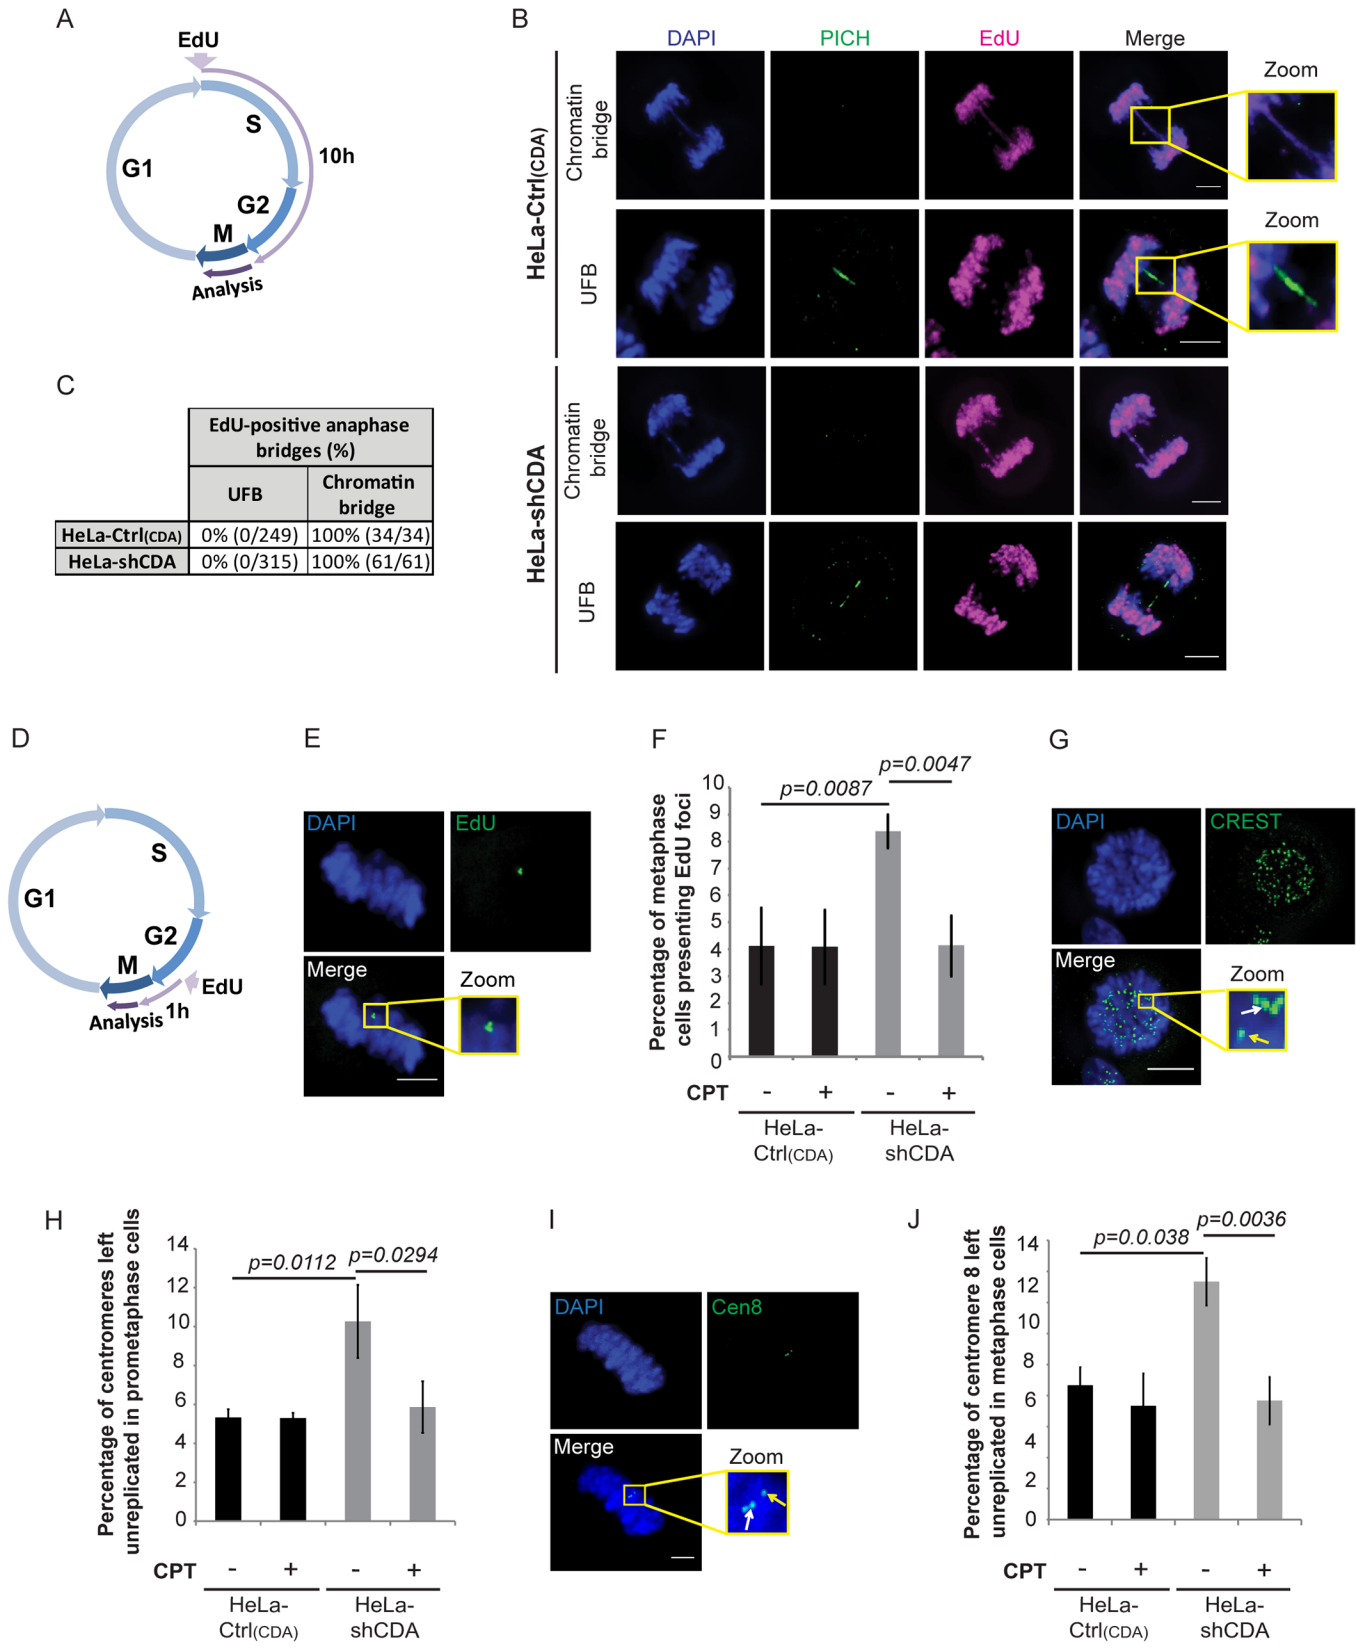 A
EdU
S
G1
10h
G2
M
Analysis
B
DAPI
PICH
EdU
Merge
Zoom
HeLa-Ctrl(CDA)
Chromatin
bridge
Zoom
UFB
HeLa-shCDA
Chromatin
bridge
UFB
C
EdU-positive anaphase
bridges (%)
UFB
Chromatin
bridge
HeLa-Ctrl(CDA) 0% (0/249) 100% (34/34)
HeLa-shCDA 0% (0/315) 100% (61/61)
D
S
G1
G2
M
EdU
Analysis
1h
E
DAPI
EdU
Merge
Zoom
F
Percentage of metaphase
cells presenting EdU foci
p=0.0047
p=0.0087
10
9
8
7
6
5
4
3
2
1
0
CPT - + - +
HeLa-
Ctrl(CDA)
HeLa-
shCDA
G
DAPI
CREST
Merge
Zoom
H
Percentage of centromeres left
unreplicated in prometaphase cells
p=0.0112
p=0.0294
14
12
10
8
6
4
2
0
CPT - + - +
HeLa-
Ctrl(CDA)
HeLa-
shCDA
I
DAPI
Cen8
Merge
Zoom
J
Percentage of centromere 8 left
unreplicated in metaphase cells
p=0.0036
p=0.0.038
14
12
10
8
6
4
2
0
CPT - + - +
HeLa-
Ctrl(CDA)
HeLa-
shCDA